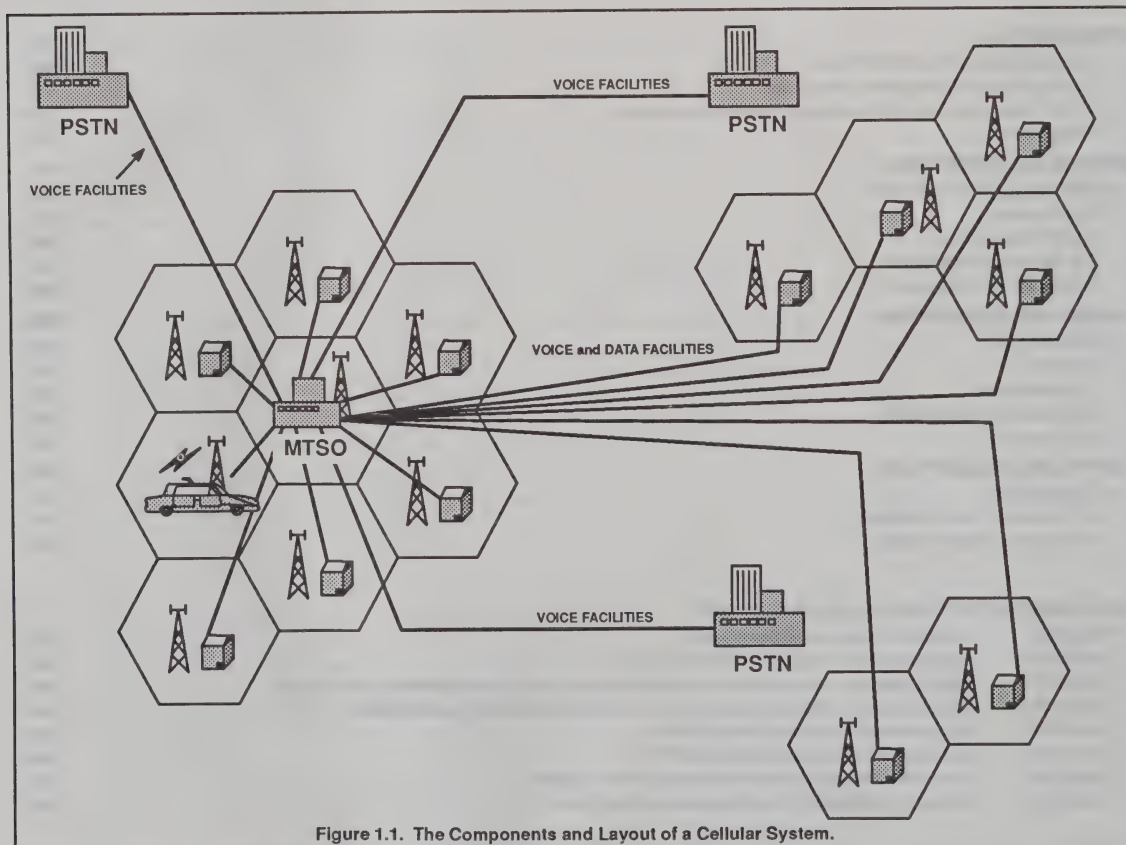 PSTN
VOICE FACILITIES
VOICE FACILITIES
PSTN
VOICE and DATA FACILITIES
MTSO
VOICE FACILITIES
PSTN
Figure 1.1. The Components and Layout of a Cellular System.